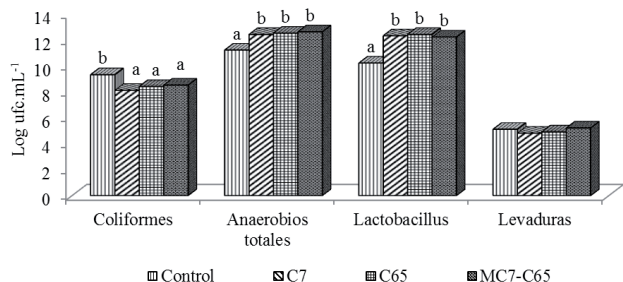 Log ufc.mL⁻¹
14
12
10
8
6
4
2
0
b a a a
a b b b
a b b b
Coliformes
Anaerobios totales
Lactobacillus
Levaduras
Control C7 C65 MC7-C65